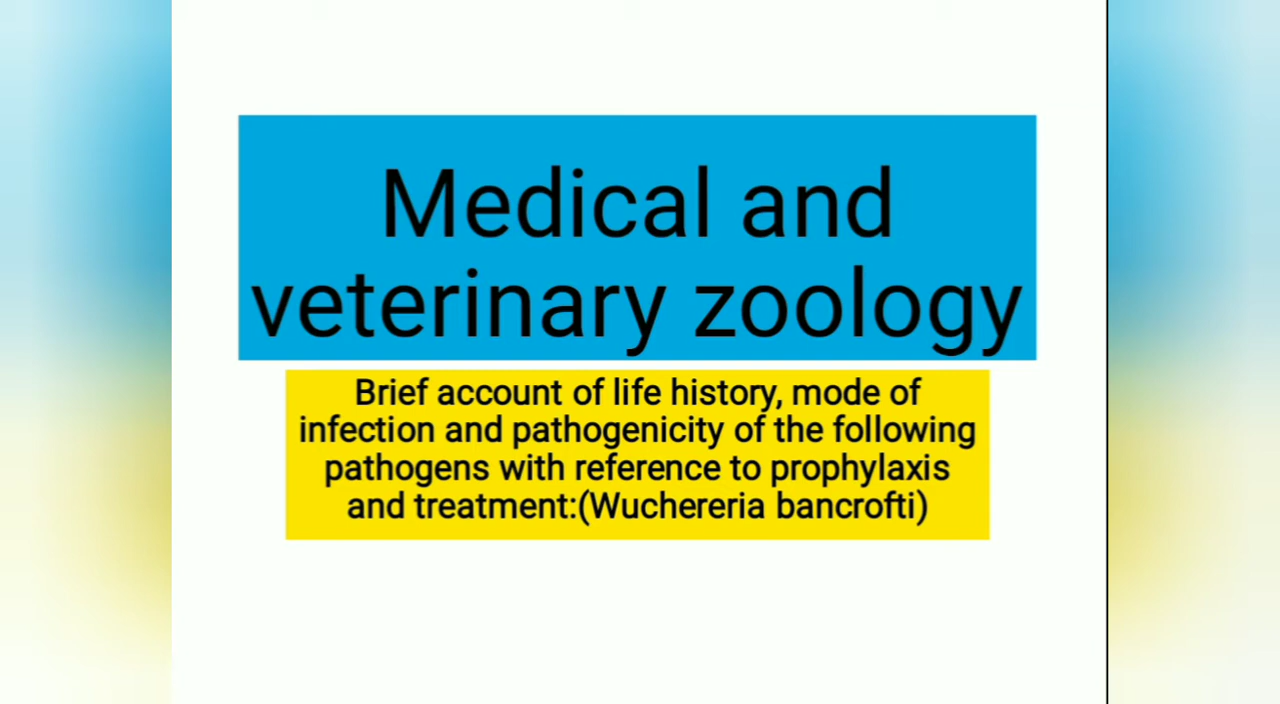 Medical and
veterinary zoology
Brief account of life history, mode of
infection and pathogenicity of the following
pathogens with reference to prophylaxis
and treatment:(Wuchereria bancrofti)